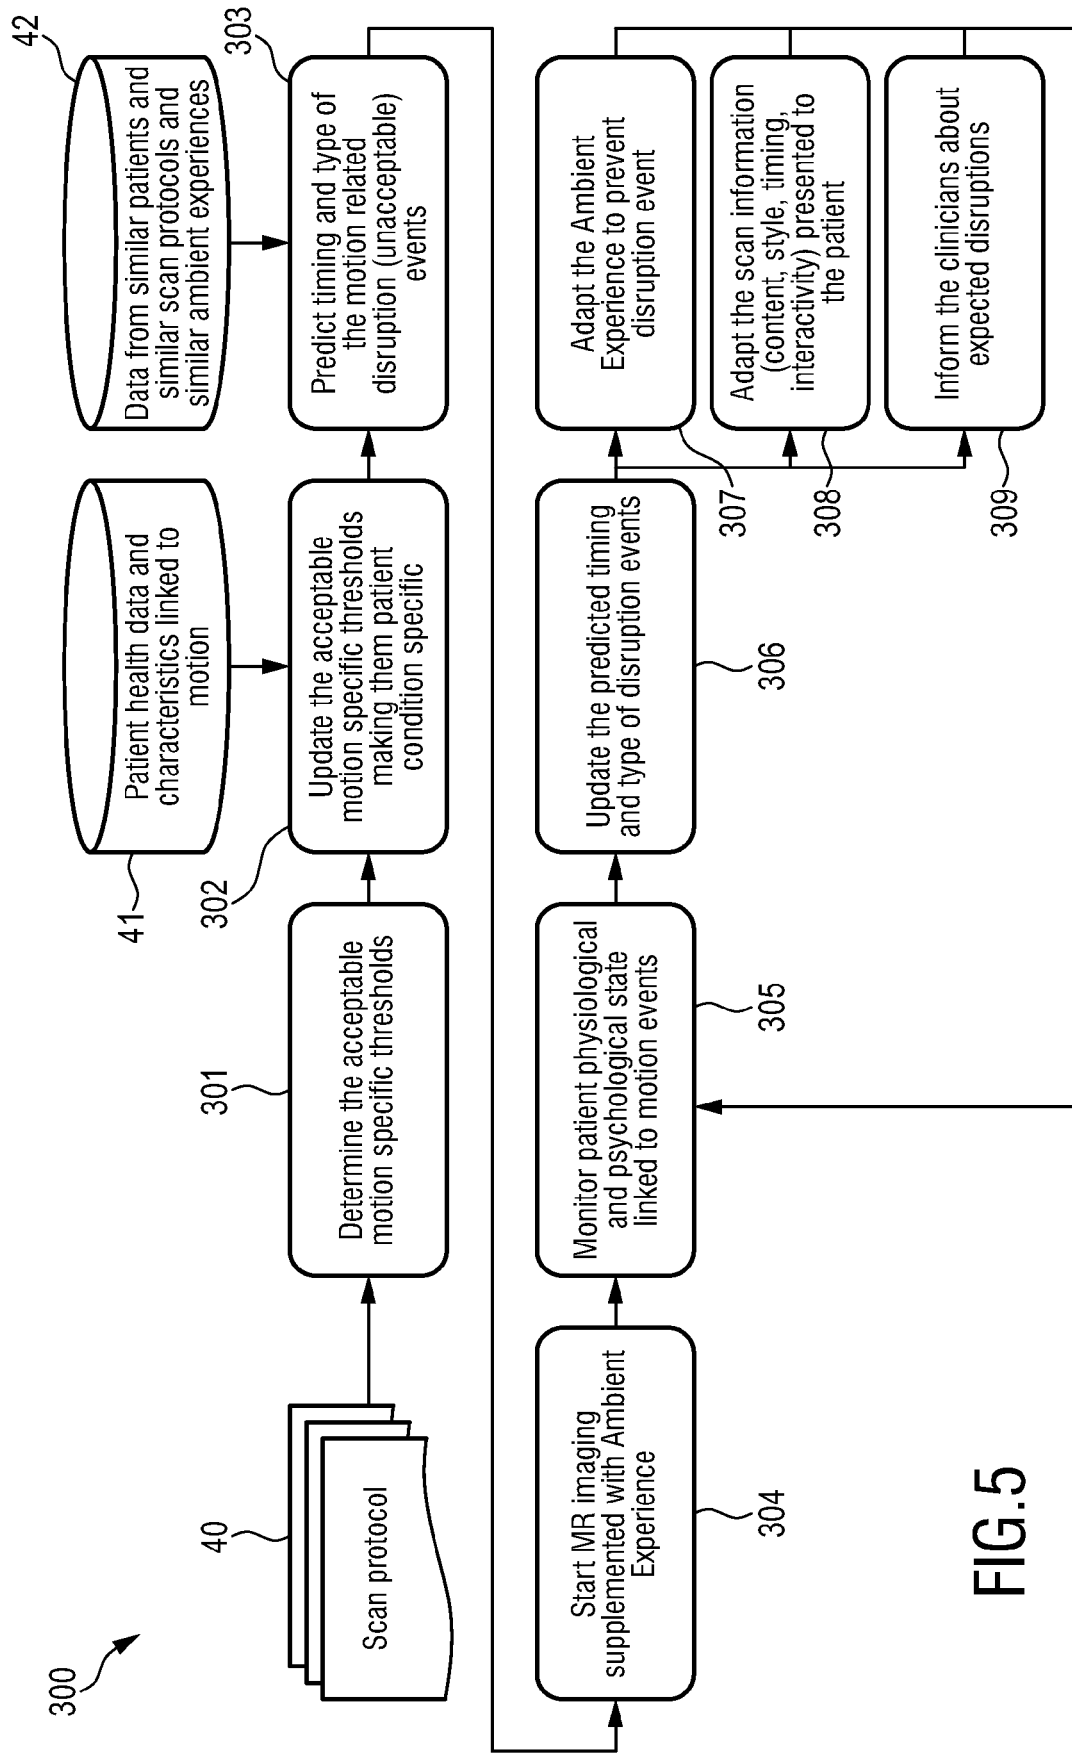 300
40
Scan protocol
301
Determine the acceptable
motion specific thresholds
41
Patient health data and
characteristics linked to
motion
302
Update the acceptable
motion specific thresholds
making them patient
condition specific
42
Data from similar patients and
similar scan protocols and
similar ambient experiences
303
Predict timing and type of
the motion related
disruption (unacceptable)
events
Start MR imaging
supplemented with Ambient
Experience
304
Monitor patient physiological
and psychological state
linked to motion events
305
Update the predicted timing
and type of disruption events
306
Adapt the Ambient
Experience to prevent
disruption event
307
Adapt the scan information
(content, style, timing,
interactivity) presented to
the patient
308
Inform the clinicians about
expected disruptions
309
FIG.5